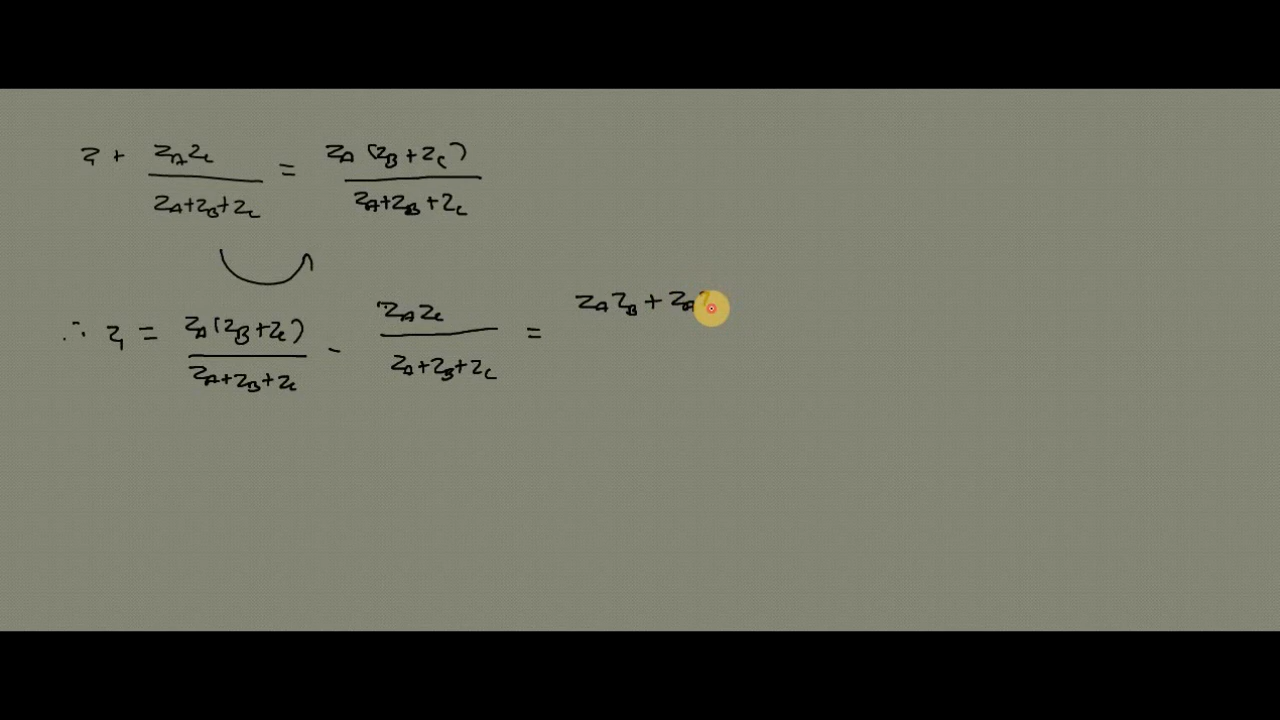 Z₁ + Z_A Z_C / (Z_A + Z_B + Z_C) = Z_A (Z_B + Z_C) / (Z_A + Z_B + Z_C)
∴ Z₁ = Z_A (Z_B + Z_C) / (Z_A + Z_B + Z_C) - Z_A Z_C / (Z_A + Z_B + Z_C) = Z_A Z_B + Z_A